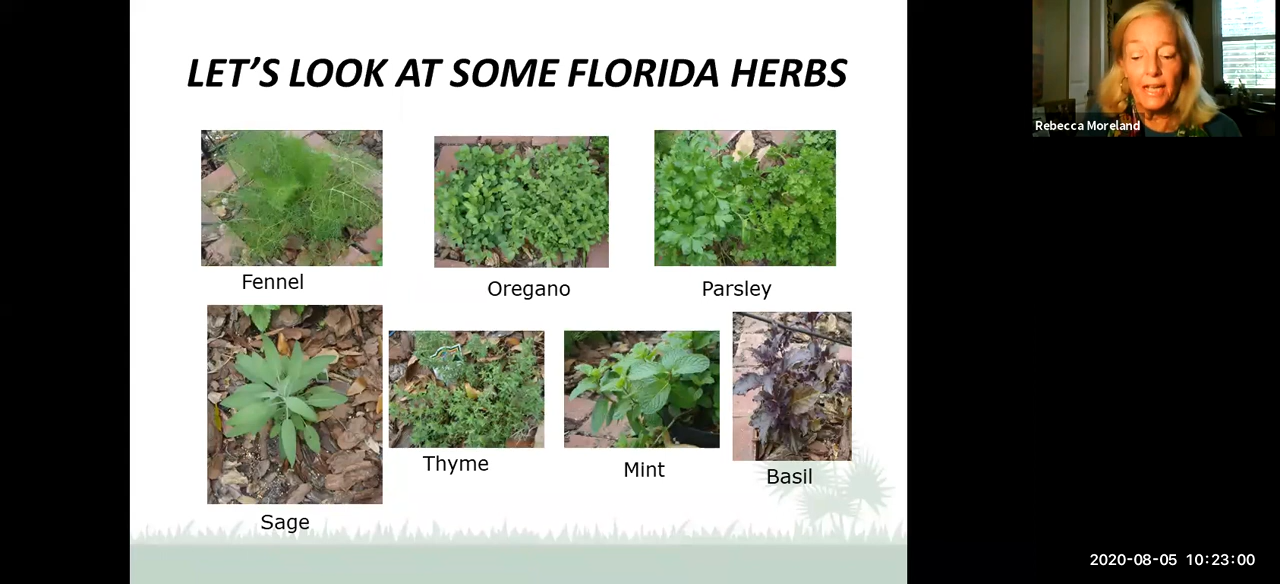 LET'S LOOK AT SOME FLORIDA HERBS
Rebecca Moreland
Fennel
Oregano
Parsley
Sage
Thyme
Mint
Basil
2020-08-05 10:23:00